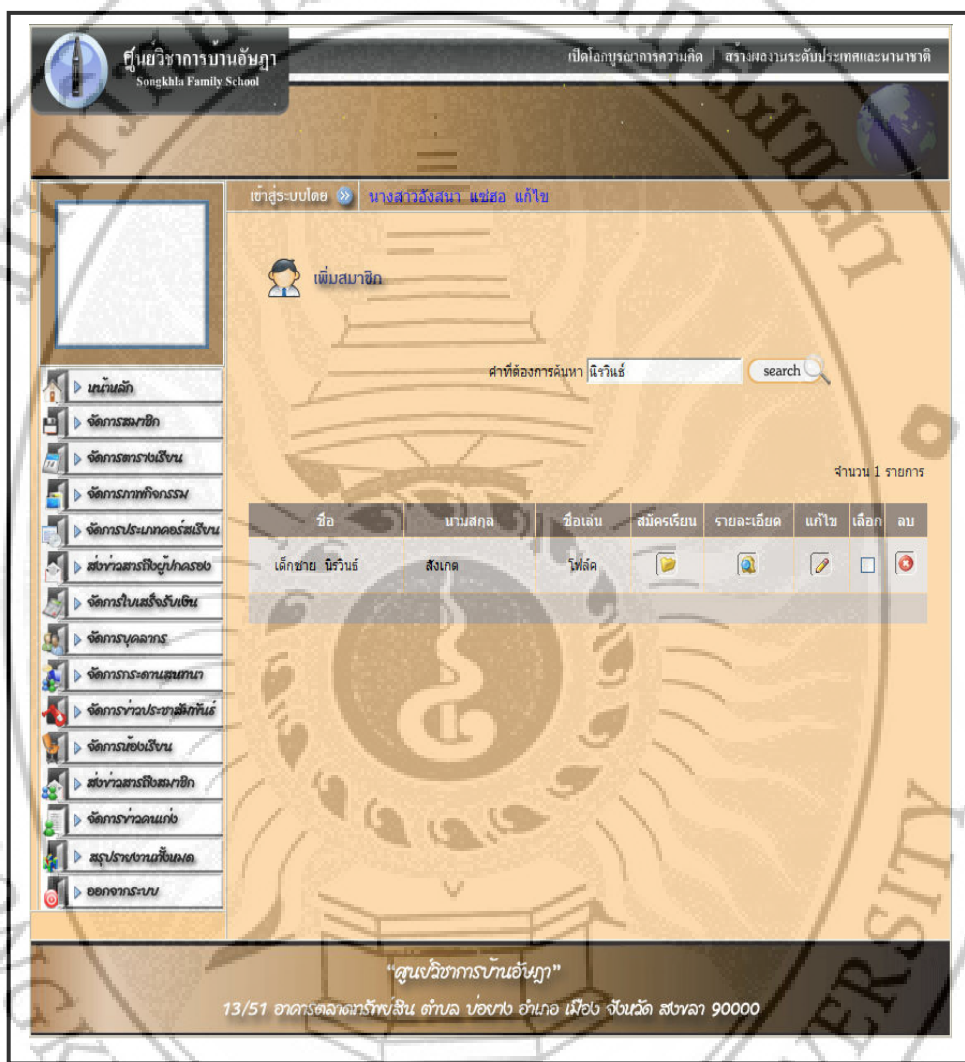 ศูนย์วิชาการบ้านอัษฎา
Songkhla Family School
เปิดโลกบูรณาการความคิด | สร้างผลงานระดับประเทศและนานาชาติ
เข้าสู่ระบบโดย นางสาวอังสนา แซ่ฮอ แก้ไข
เพิ่มสมาชิก
คำที่ต้องการค้นหา นิรวินธ์ search
จำนวน 1 รายการ
ชื่อ นามสกุล ชื่อเล่น สมัครเรียน รายละเอียด แก้ไข เลือก ลบ
เด็กชาย นิรวินธ์ สังเกต โฟล์ค
หน้าหลัก
จัดการสมาชิก
จัดการตารางเรียน
จัดการภาพกิจกรรม
จัดการประเภทคอร์สเรียน
ส่งข่าวสารถึงผู้ปกครอง
จัดการใบเสร็จรับเงิน
จัดการบุคลากร
จัดการกระดานสนทนา
จัดการข่าวประชาสัมพันธ์
จัดการห้องเรียน
ส่งข่าวสารถึงสมาชิก
จัดการข่าวคนเก่ง
สรุปรายงานทั้งหมด
ออกจากระบบ
“ศูนย์วิชาการบ้านอัษฎา”
13/51 อาคารตลาดทรัพย์สิน ตำบล บ่อยาง อำเภอ เมือง จังหวัด สงขลา 90000